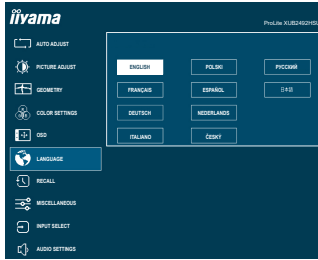 iiyama
ProLite XUB2492HSU
AUTO ADJUST
PICTURE ADJUST
ENGLISH
POLSKI
РУССКИЙ
GEOMETRY
FRANÇAIS
ESPAÑOL
日本語
COLOR SETTINGS
DEUTSCH
NEDERLANDS
OSD
ITALIANO
ČESKÝ
LANGUAGE
RECALL
MISCELLANEOUS
INPUT SELECT
AUDIO SETTINGS